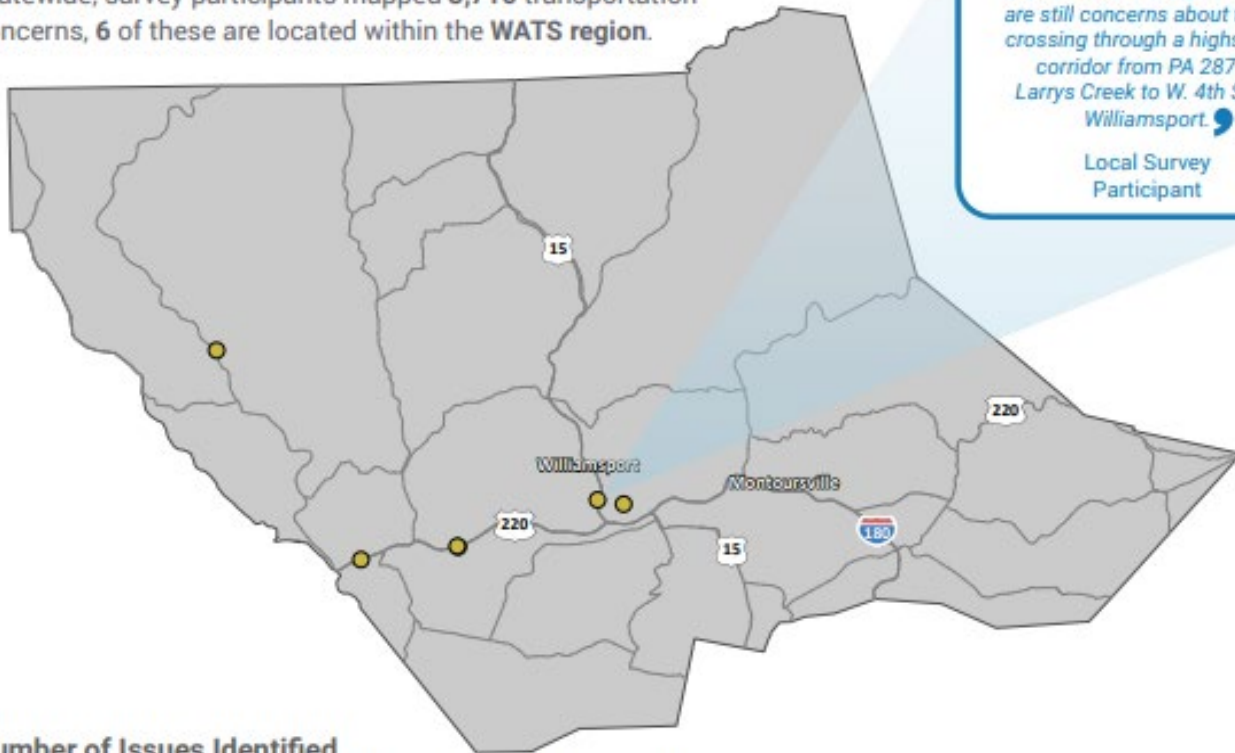 atewide, survey participants mapped transportation
ncerns, 6 of these are located within the WATS region.
are still concerns about
crossing through a highs
corridor from PA 287
Larrys Creek to W. 4th S
Williamsport.
Local Survey
Participant
15
220
Williamsport
Montoursville
220
180
15
umber of Issues Identified